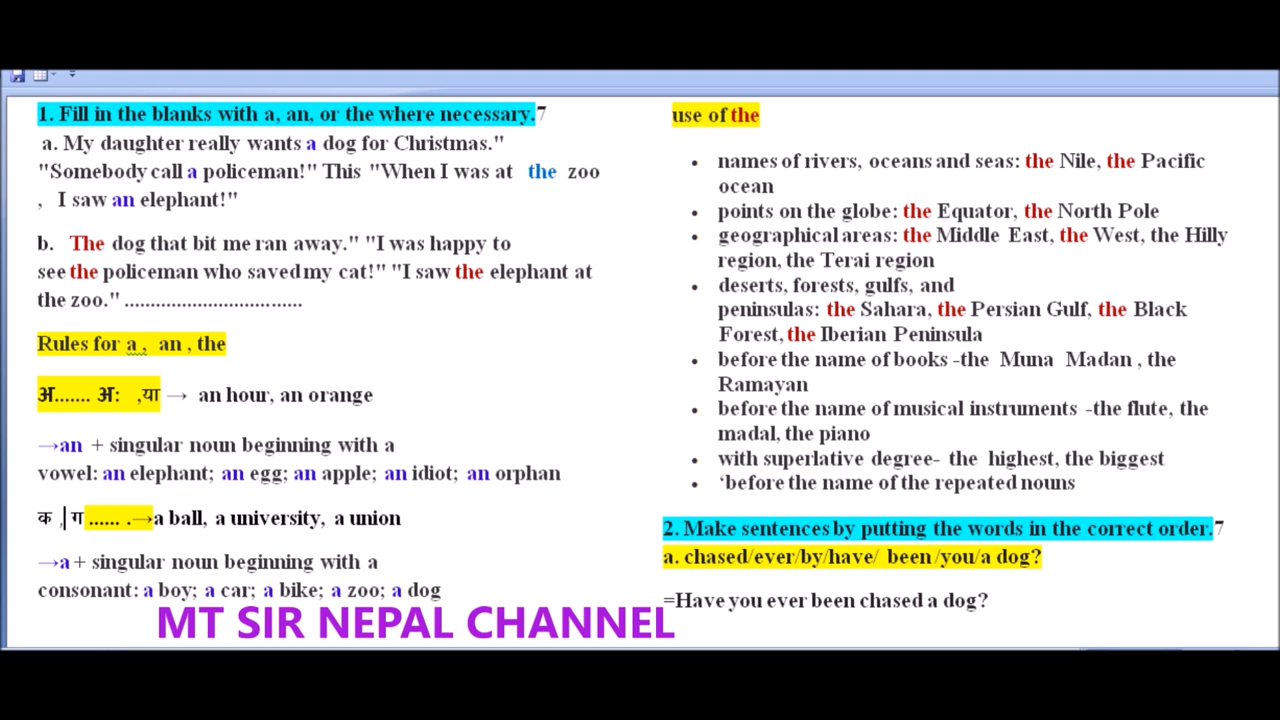 1. Fill in the blanks with a, an, or the where necessary.7
a. My daughter really wants a dog for Christmas."
"Somebody call a policeman!" This "When I was at the zoo
, I saw an elephant!"
b. The dog that bit me ran away." "I was happy to
see the policeman who saved my cat!" "I saw the elephant at
the zoo." ..................................
Rules for a , an , the
अ....... अ: ,या → an hour, an orange
→an + singular noun beginning with a
vowel: an elephant; an egg; an apple; an idiot; an orphan
क ,ग ...... .→a ball, a university, a union
→a + singular noun beginning with a
consonant: a boy; a car; a bike; a zoo; a dog
use of the
• names of rivers, oceans and seas: the Nile, the Pacific
ocean
• points on the globe: the Equator, the North Pole
• geographical areas: the Middle East, the West, the Hilly
region, the Terai region
• deserts, forests, gulfs, and
peninsulas: the Sahara, the Persian Gulf, the Black
Forest, the Iberian Peninsula
• before the name of books -the Muna Madan , the
Ramayan
• before the name of musical instruments -the flute, the
madal, the piano
• with superlative degree- the highest, the biggest
• ‘before the name of the repeated nouns
2. Make sentences by putting the words in the correct order.7
a. chased/ever/by/have/ been /you/a dog?
=Have you ever been chased a dog?
MT SIR NEPAL CHANNEL